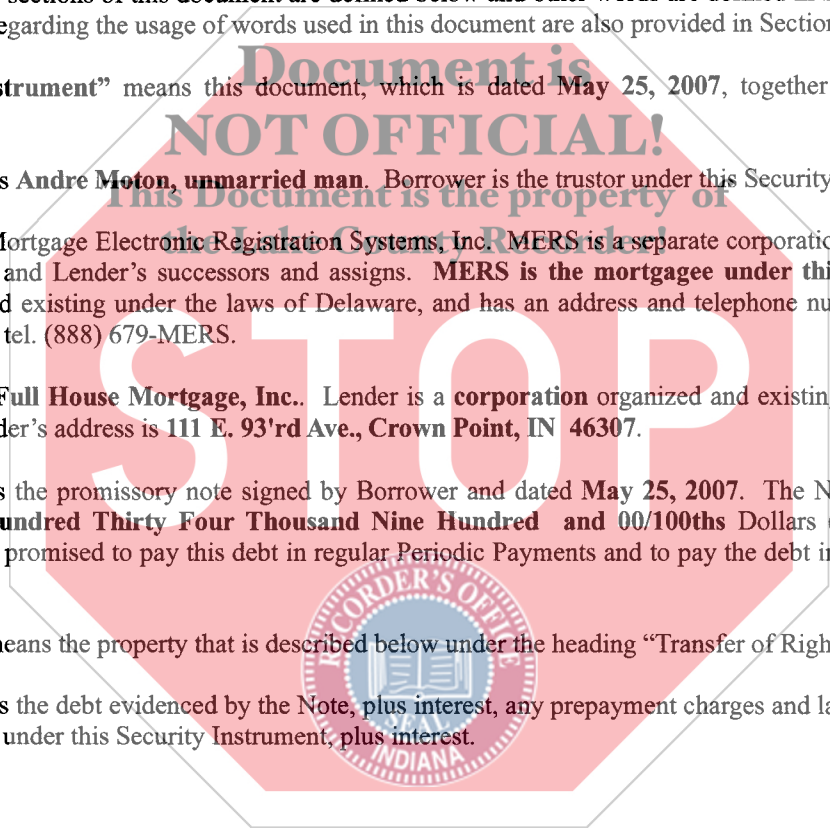 egarding the usage of words used in this document are also provided in Section
Document is
strument” means this document, which is dated May 25, 2007, together
NOT OFFICIAL!
s Andre Moton, unmarried man. Borrower is the trustor under this Security
This Document is the property of
the Lake County Recorder!
Mortgage Electronic Registration Systems, Inc. MERS is a separate corporatio
and Lender’s successors and assigns. MERS is the mortgagee under thi
d existing under the laws of Delaware, and has an address and telephone nu
tel. (888) 679-MERS.
STOP
Full House Mortgage, Inc.. Lender is a corporation organized and existin
der’s address is 111 E. 93'rd Ave., Crown Point, IN 46307.
s the promissory note signed by Borrower and dated May 25, 2007. The N
undred Thirty Four Thousand Nine Hundred and 00/100ths Dollars
promised to pay this debt in regular Periodic Payments and to pay the debt in
RECORDER'S OFFICE
neans the property that is described below under the heading “Transfer of Righ
s the debt evidenced by the Note, plus interest, any prepayment charges and la
SEAL
under this Security Instrument, plus interest.
INDIANA